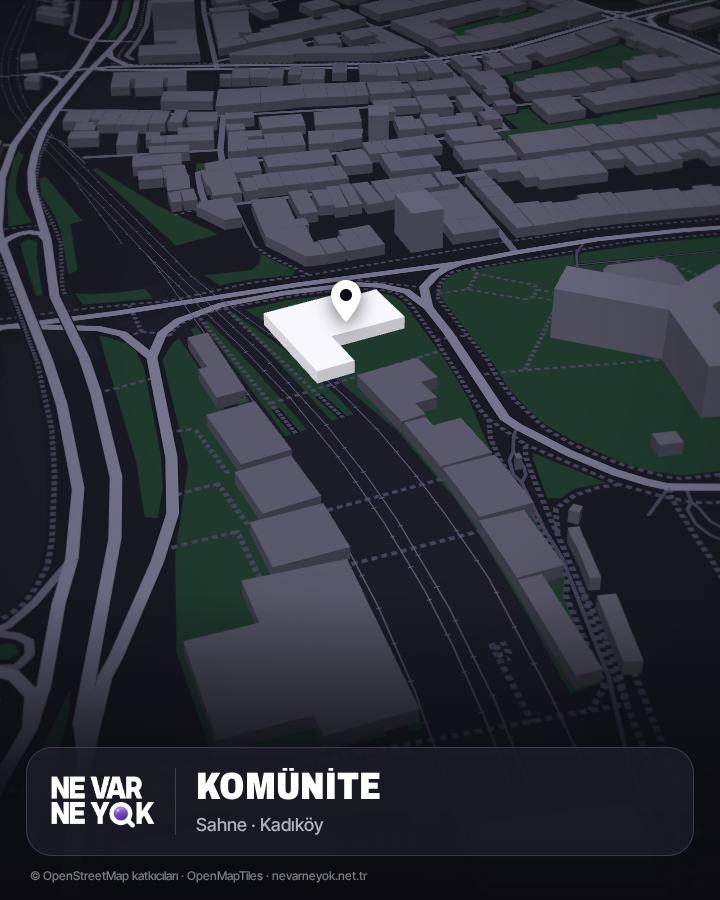 NE VAR
NE YOK
KOMÜNİTE
Sahne · Kadıköy
© OpenStreetMap katkıcıları · OpenMapTiles · nevarneyok.net.tr